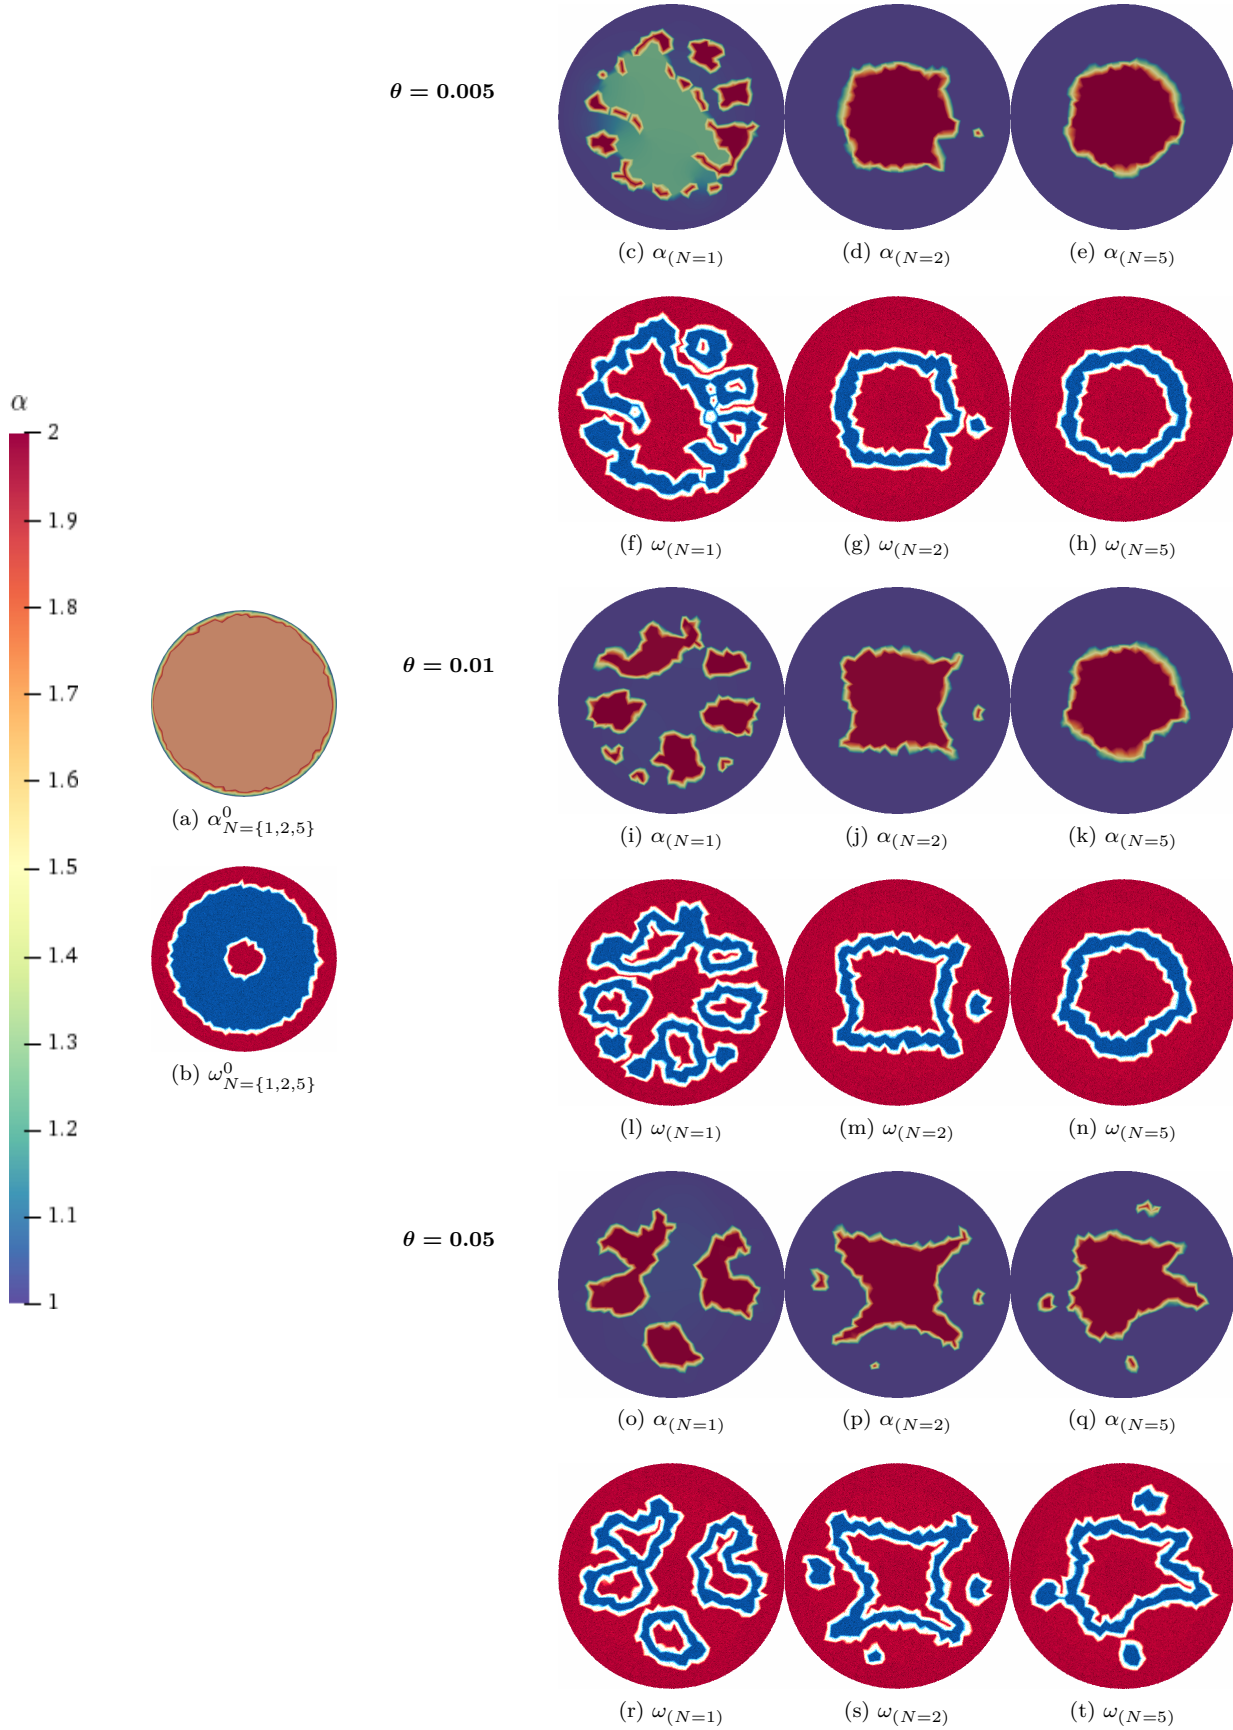 θ = 0.005
(c) α(N=1) (d) α(N=2) (e) α(N=5)
(f) ω(N=1) (g) ω(N=2) (h) ω(N=5)
α
2
1.9
1.8
1.7
1.6
1.5
1.4
1.3
1.2
1.1
1
(a) α⁰N={1,2,5}
(b) ω⁰N={1,2,5}
θ = 0.01
(i) α(N=1) (j) α(N=2) (k) α(N=5)
(l) ω(N=1) (m) ω(N=2) (n) ω(N=5)
θ = 0.05
(o) α(N=1) (p) α(N=2) (q) α(N=5)
(r) ω(N=1) (s) ω(N=2) (t) ω(N=5)